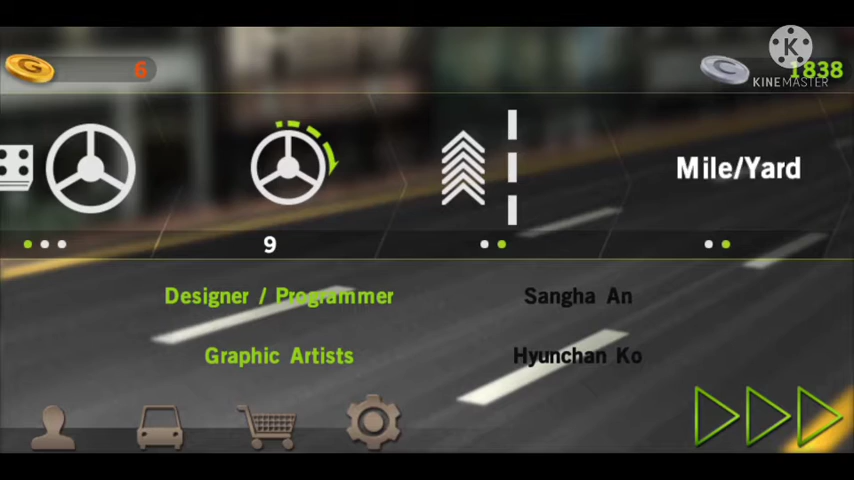 G
6
C
1838
K
KINEMASTER
Mile/Yard
9
Designer / Programmer
Sangha An
Graphic Artists
Hyunchan Ko